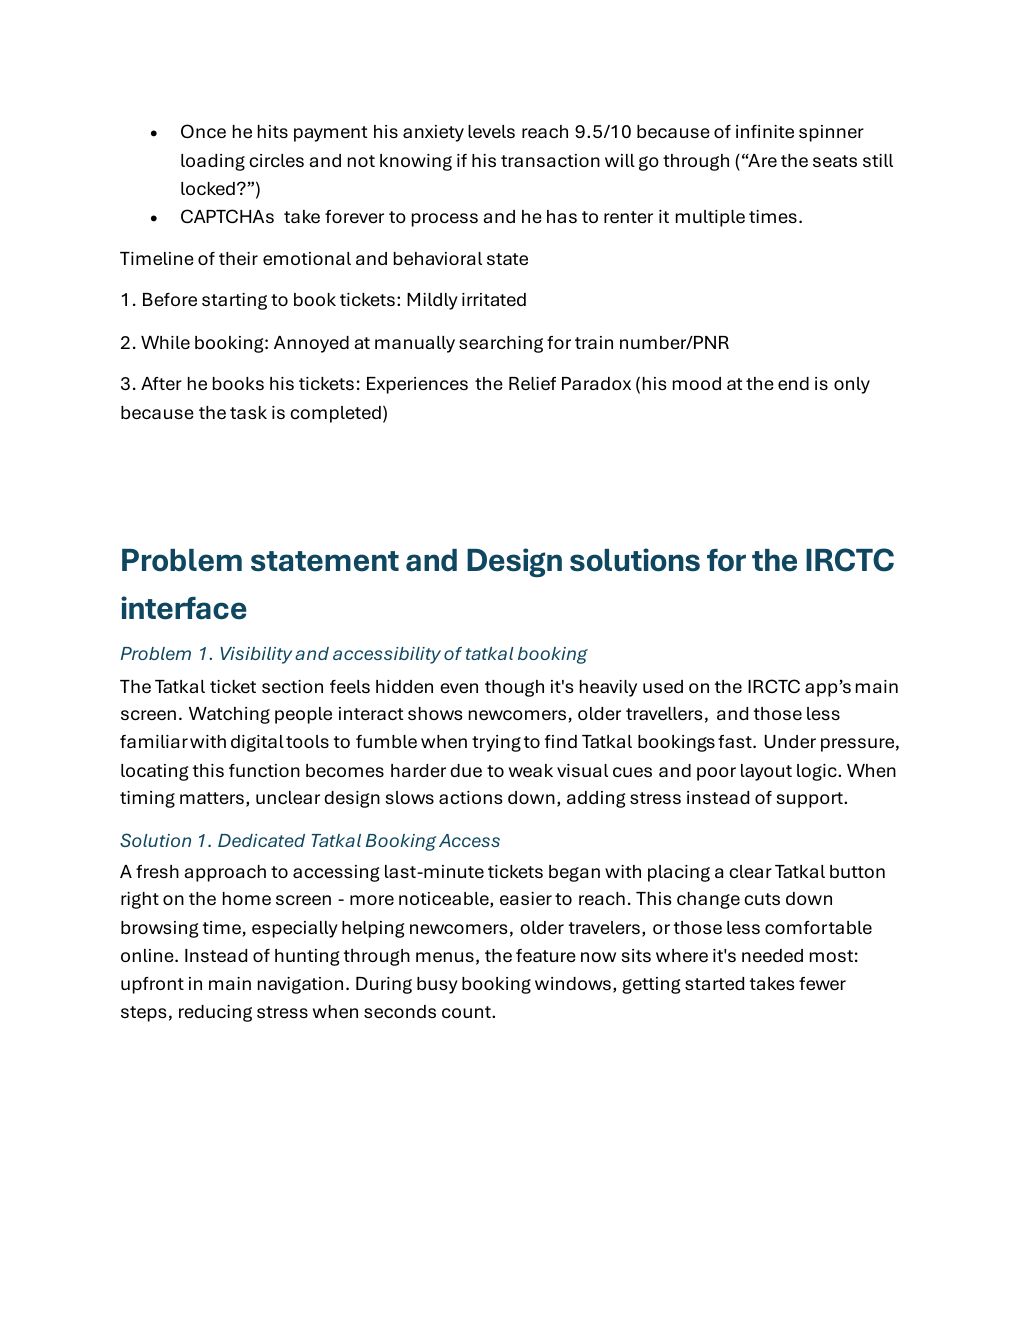 • Once he hits payment his anxiety levels reach 9.5/10 because of infinite spinner
loading circles and not knowing if his transaction will go through (“Are the seats still
locked?”)
• CAPTCHAs  take forever to process and he has to renter it multiple times.
Timeline of their emotional and behavioral state
1. Before starting to book tickets: Mildly irritated
2. While booking: Annoyed at manually searching for train number/PNR
3. After he books his tickets: Experiences the Relief Paradox (his mood at the end is only
because the task is completed)
Problem statement and Design solutions for the IRCTC
interface
Problem 1. Visibility and accessibility of tatkal booking
The Tatkal ticket section feels hidden even though it's heavily used on the IRCTC app’s main
screen. Watching people interact shows newcomers, older travellers, and those less
familiar with digital tools to fumble when trying to find Tatkal bookings fast. Under pressure,
locating this function becomes harder due to weak visual cues and poor layout logic. When
timing matters, unclear design slows actions down, adding stress instead of support.
Solution 1. Dedicated Tatkal Booking Access
A fresh approach to accessing last-minute tickets began with placing a clear Tatkal button
right on the home screen - more noticeable, easier to reach. This change cuts down
browsing time, especially helping newcomers, older travelers, or those less comfortable
online. Instead of hunting through menus, the feature now sits where it's needed most:
upfront in main navigation. During busy booking windows, getting started takes fewer
steps, reducing stress when seconds count.